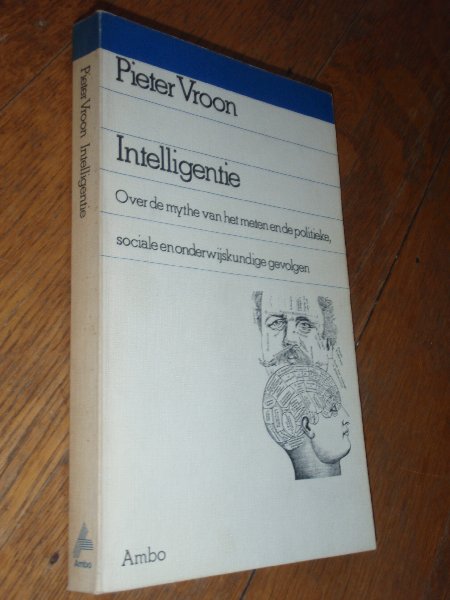 Pieter Vroon
Intelligentie
Over de mythe van het meten en de politieke,
sociale en onderwijskundige gevolgen
Ambo
Pieter Vroon Intelligentie
Ambo